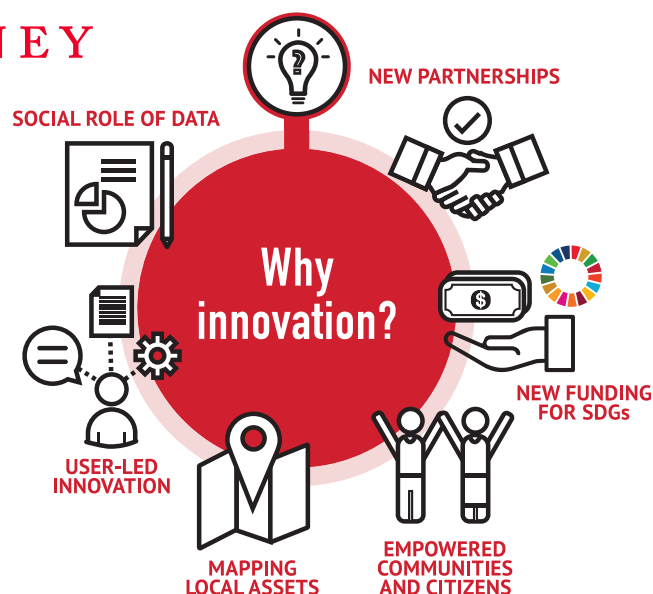 NEY
NEW PARTNERSHIPS
SOCIAL ROLE OF DATA
?
Why
innovation?
$
NEW FUNDING
FOR SDGs
USER-LED
INNOVATION
MAPPING
LOCAL ASSETS
EMPOWERED
COMMUNITIES
AND CITIZENS